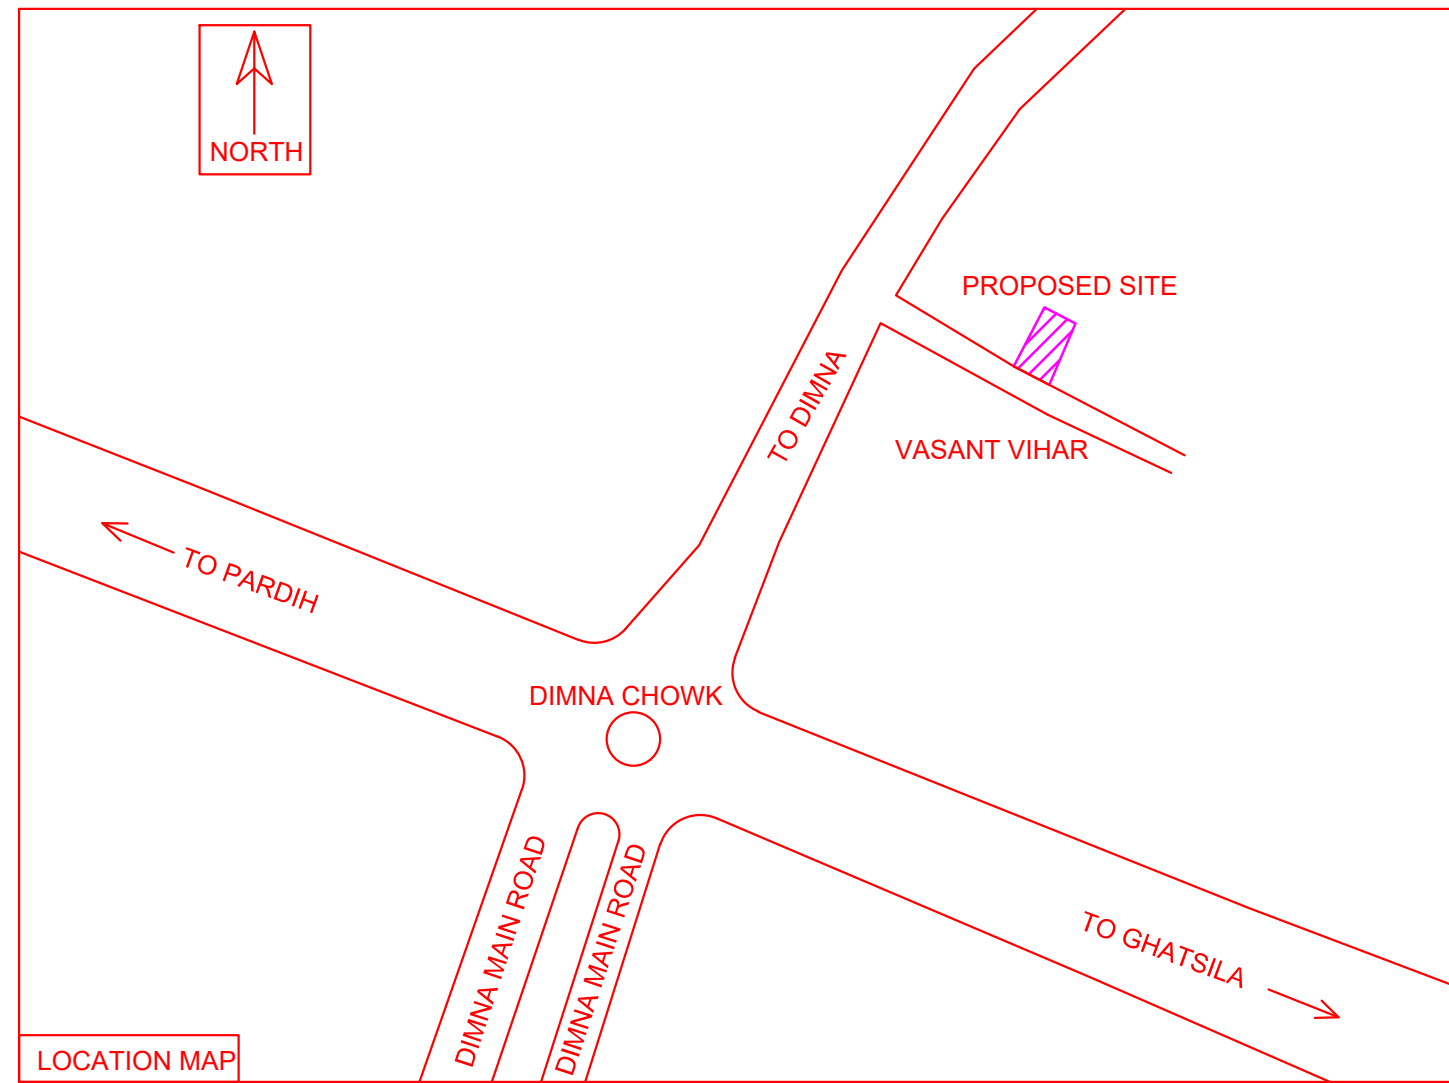 NORTH
PROPOSED SITE
TO DIMNA
VASANT VIHAR
TO PARDIH
DIMNA CHOWK
DIMNA MAIN ROAD
DIMNA MAIN ROAD
TO GHATSILA
LOCATION MAP